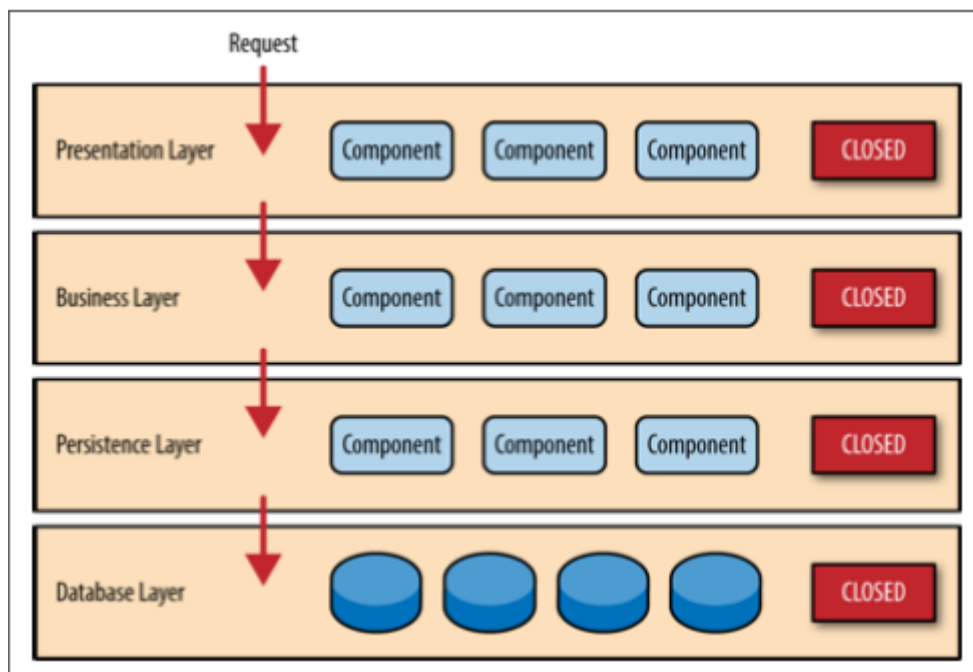 Request
Presentation Layer Component Component Component CLOSED
Business Layer Component Component Component CLOSED
Persistence Layer Component Component Component CLOSED
Database Layer CLOSED